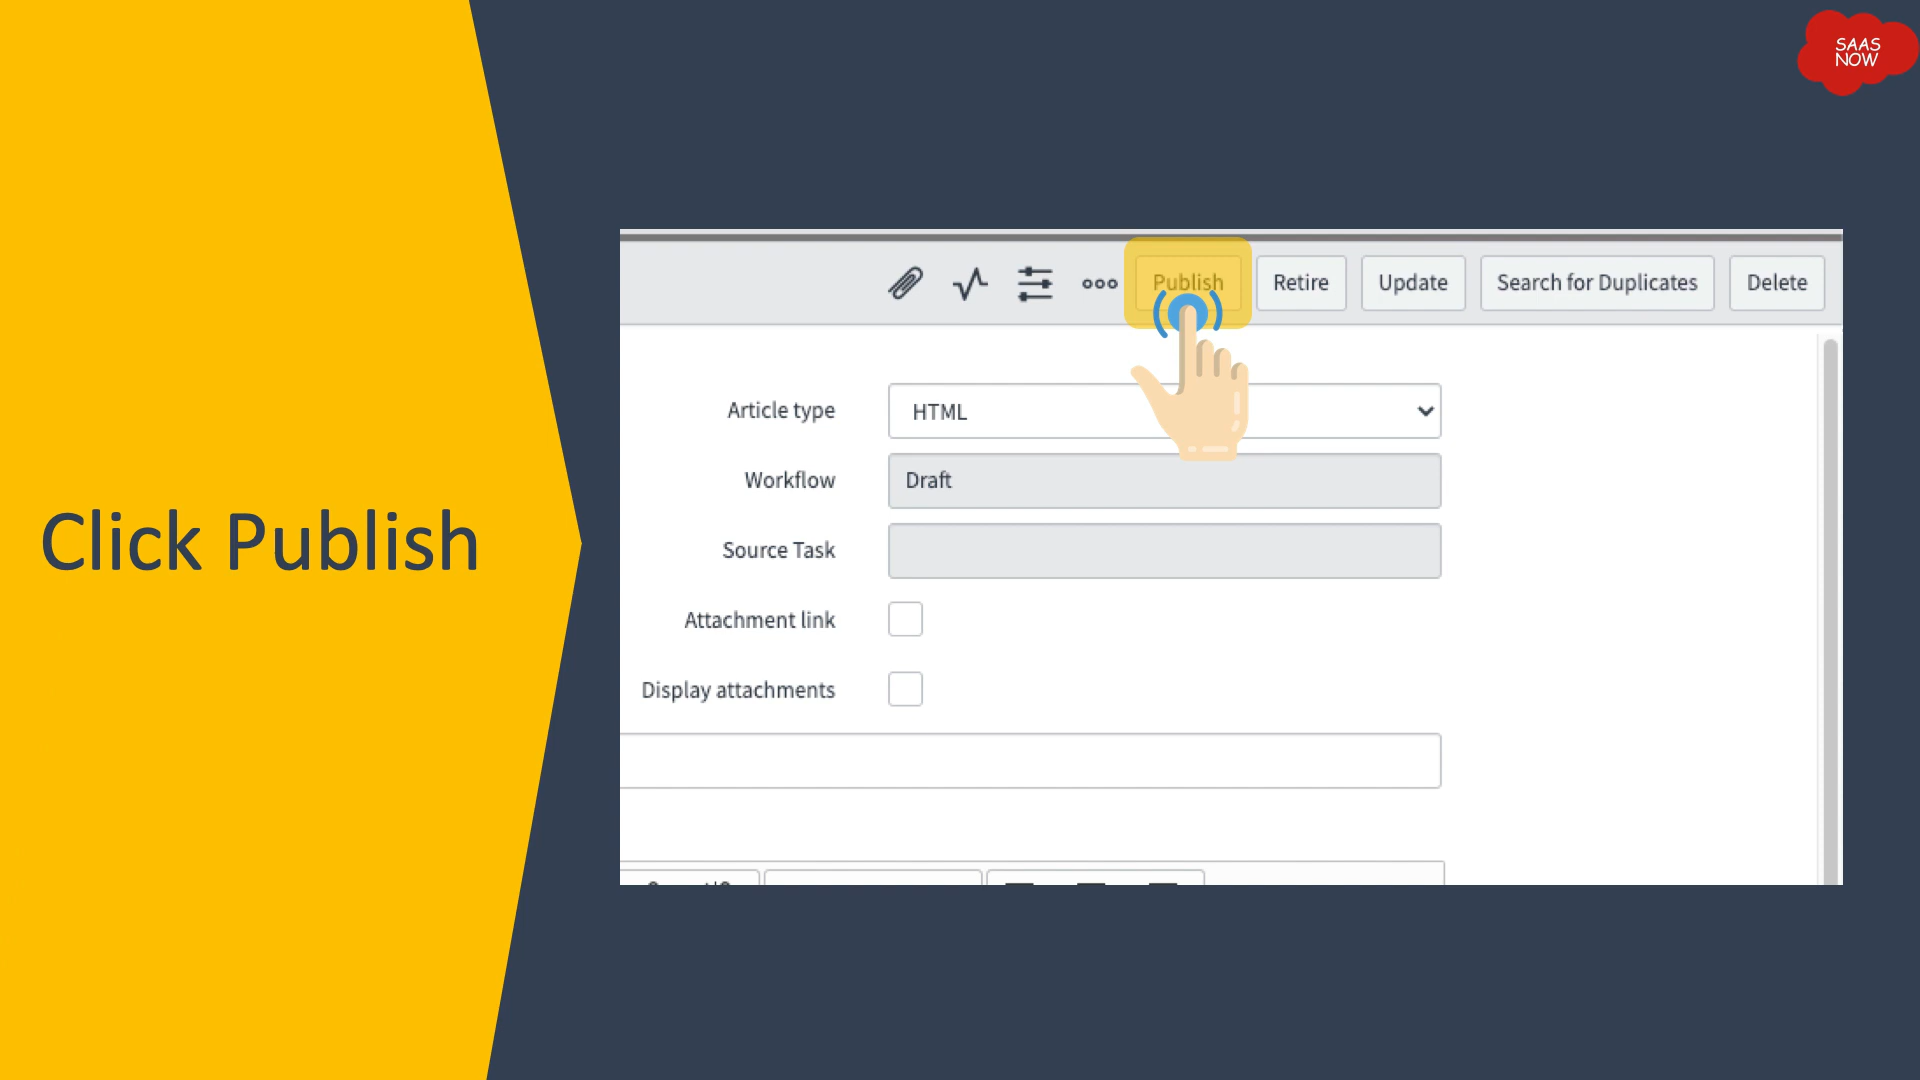 SAAS
NOW
Click Publish
Publish Retire Update Search for Duplicates Delete
Article type HTML
Workflow Draft
Source Task
Attachment link
Display attachments